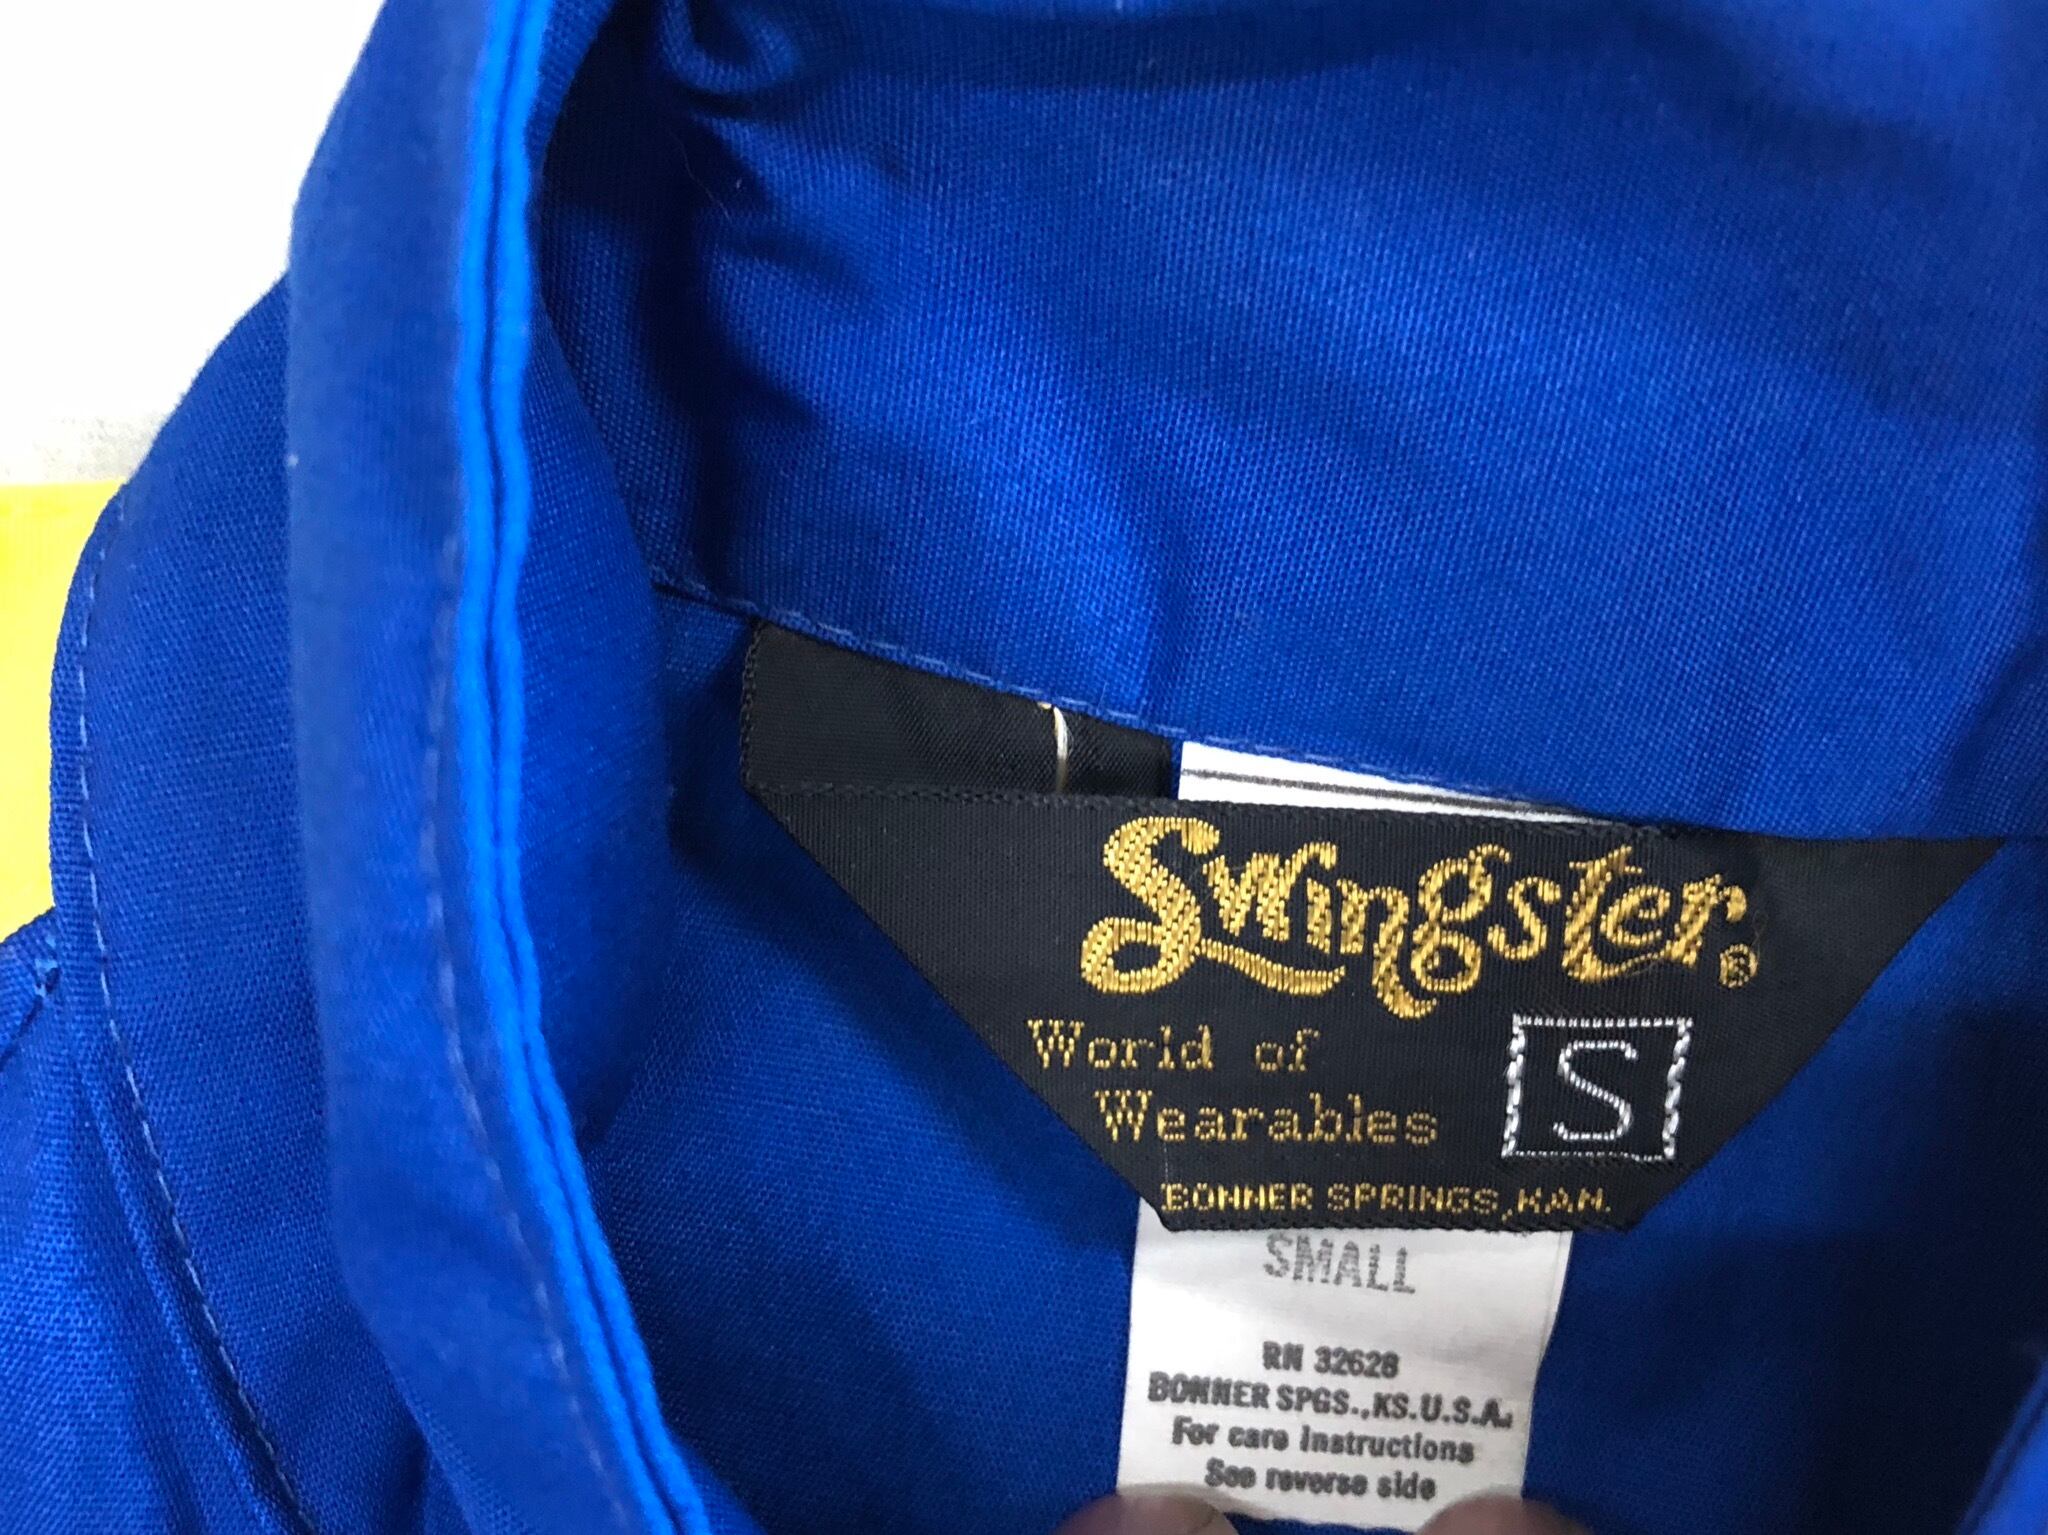 Swingster®
World of
Wearables
S
BONNER SPRINGS, KAN.
SMALL
RN 32628
BONNER SPGS., KS. U.S.A.
For care instructions
See reverse side